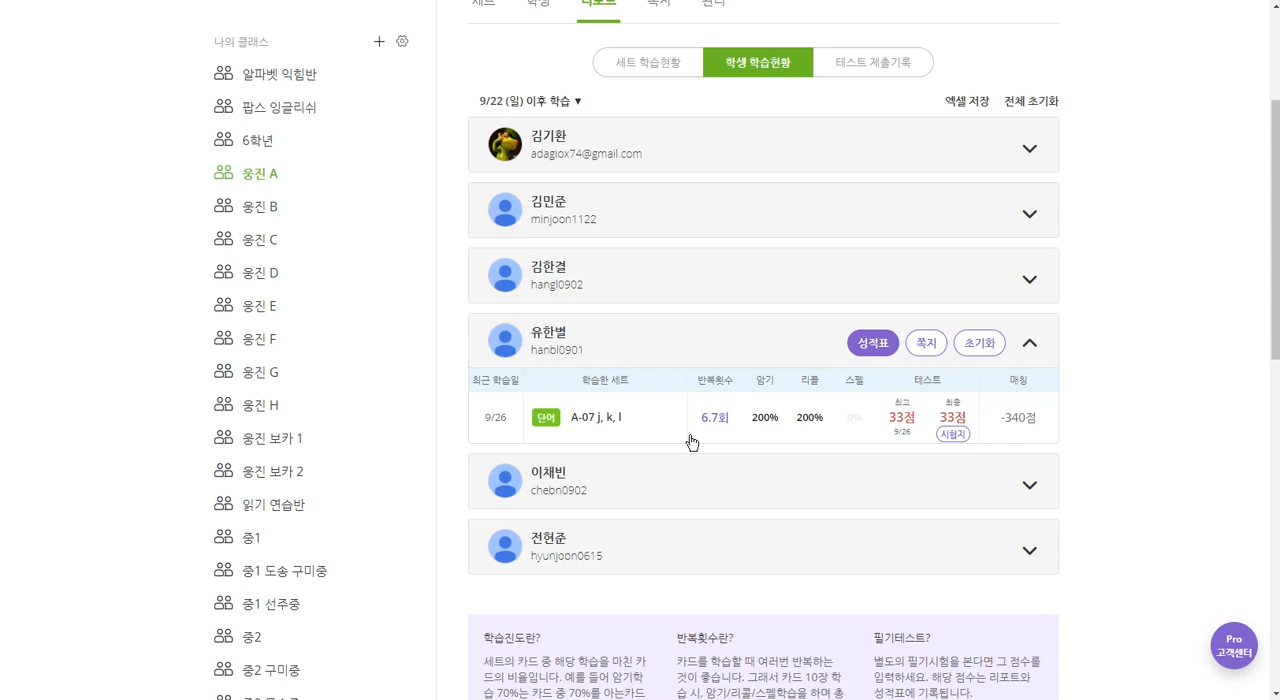 세트 학생 리포트 쪽지 관리
나의 클래스
알파벳 익힘반
팝스 잉글리쉬
6학년
웅진 A
웅진 B
웅진 C
웅진 D
웅진 E
웅진 F
웅진 G
웅진 H
웅진 보카 1
웅진 보카 2
읽기 연습반
중1
중1 도송 구미중
중1 선주중
중2
중2 구미중
세트 학습현황 학생 학습현황 테스트 제출기록
9/22 (일) 이후 학습 ▼ 엑셀 저장 전체 초기화
김기환
adagiox74@gmail.com
김민준
minjoon1122
김한결
hangl0902
유한별
hanbl0901
성적표 쪽지 초기화
최근 학습일 학습한 세트 반복횟수 암기 리콜 스펠 테스트 매칭
9/26 단어 A-07 j, k, l 6.7회 200% 200% 0%
최고 최종
33점 33점 -340점
9/26 시험지
이채빈
chebn0902
전현준
hyunjoon0615
학습진도란?
세트의 카드 중 해당 학습을 마친 카
드의 비율입니다. 예를 들어 암기학
습 70%는 카드 중 70%를 아는카드
반복횟수란?
카드를 학습할 때 여러번 반복하는
것이 좋습니다. 그래서 카드 10장 학
습 시, 암기/리콜/스펠학습을 하며 총
필기테스트?
별도의 필기시험을 본다면 그 점수를
입력하세요. 해당 점수는 리포트와
성적표에 기록됩니다.
Pro
고객센터